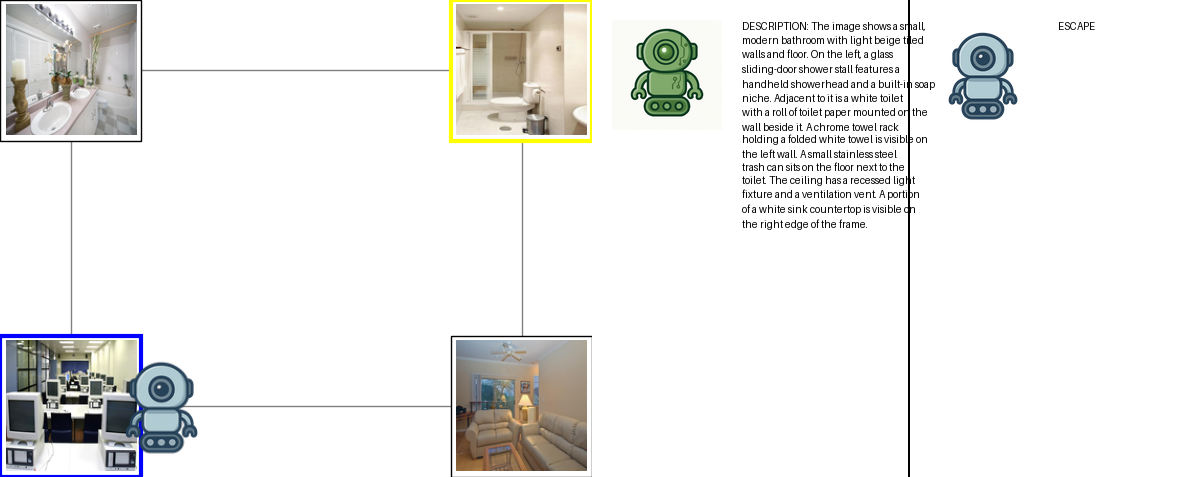 DESCRIPTION: The image shows a small,
modern bathroom with light beige tiled
walls and floor. On the left, a glass
sliding-door shower stall features a
handheld showerhead and a built-in soap
niche. Adjacent to it is a white toilet
with a roll of toilet paper mounted on the
wall beside it. A chrome towel rack
holding a folded white towel is visible on
the left wall. A small stainless steel
trash can sits on the floor next to the
toilet. The ceiling has a recessed light
fixture and a ventilation vent. A portion
of a white sink countertop is visible on
the right edge of the frame.
ESCAPE